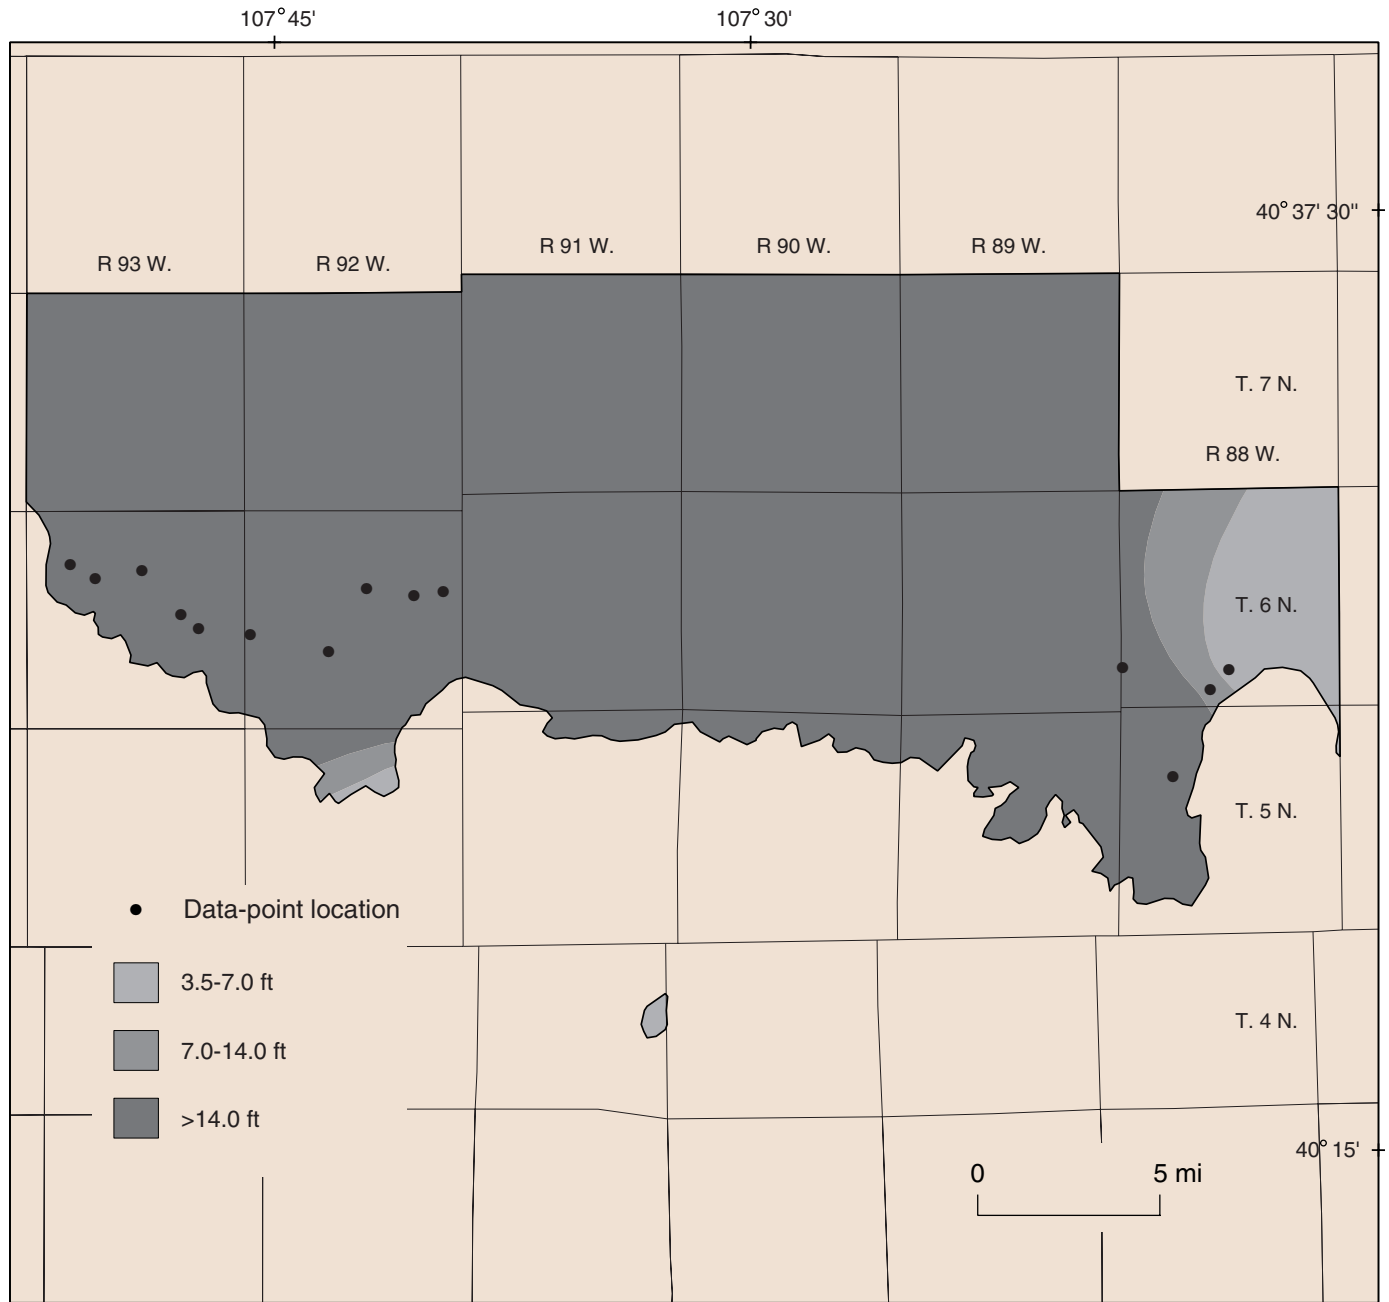 107° 45'
107° 30'
40° 37' 30"
R 93 W.
R 92 W.
R 91 W.
R 90 W.
R 89 W.
T. 7 N.
R 88 W.
T. 6 N.
T. 5 N.
Data-point location
3.5-7.0 ft
T. 4 N.
7.0-14.0 ft
>14.0 ft
40° 15'
0 5 mi